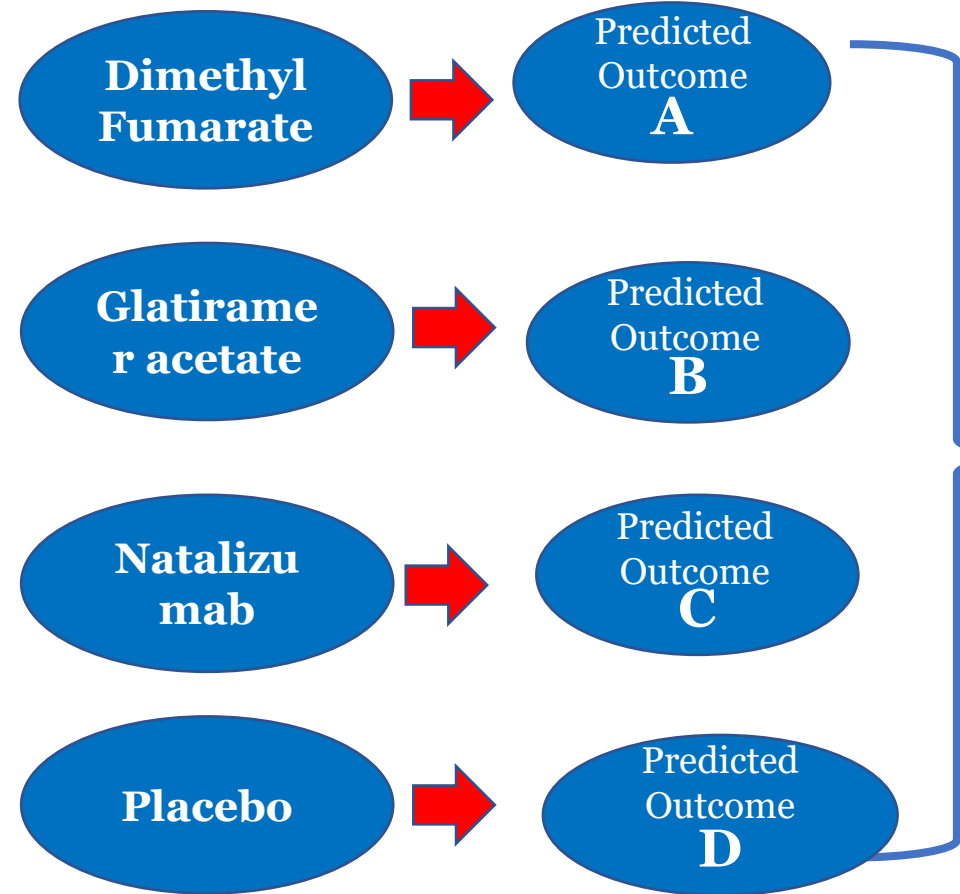 Dimethyl
Fumarate
Predicted
Outcome
A
Glatirame
r acetate
Predicted
Outcome
B
Natalizu
mab
Predicted
Outcome
C
Placebo
Predicted
Outcome
D